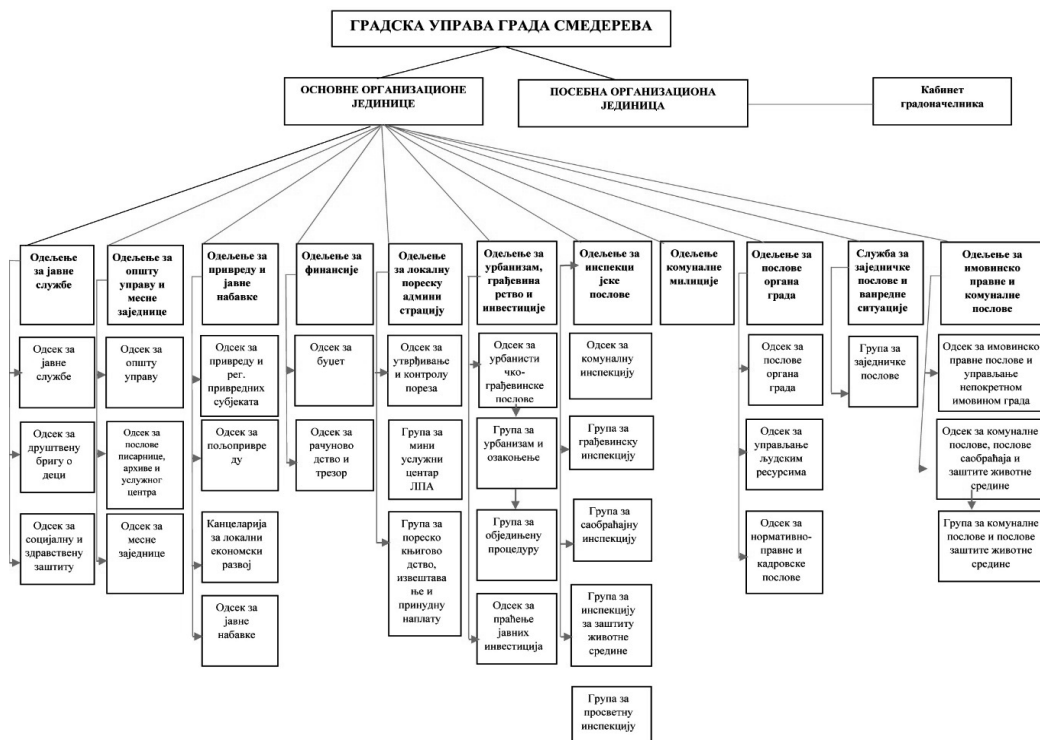 ГРАДСКА УПРАВА ГРАДА СМЕДЕРЕВА
ОСНОВНЕ ОРГАНИЗАЦИОНЕ
ЈЕДИНИЦЕ
ПОСЕБНА ОРГАНИЗАЦИОНА
ЈЕДИНИЦА
Кабинет
градоначелника
Одељење
за јавне
службе
Одељење
за општу
управу и
месне
заједнице
Одељење
за привреду и
јавне
набавке
Одељење за
финансије
Одељење
за локалну
пореску
админи
страцију
Одељење за
урбанизам,
грађевина
рство и
инвестиције
Одељење
за инспекци
јске
послове
Одељење
комуналне
милиције
Одељење
за послове
органа
града
Служба за
заједничке
послове и
ванредне
ситуације
Одељење за
имовинско
правне и
комуналне
послове
Одсек за
јавне
службе
Одсек за
друштвену
бригу о
деци
Одсек за
социјалну и
здравствену
заштиту
Одсек за
општу
управу
Одсек за
послове
писарнице,
архиве и
услужног
центра
Одсек за
месне
заједнице
Одсек за
привреду и
рег.
привредних
субјеката
Одсек за
пољопривре
ду
Канцеларија
за локални
економски
развој
Одсек за
јавне
набавке
Одсек за
буџет
Одсек за
рачуново
дство и
трезор
Одсек за
утврђивање
и контролу
пореза
Група за
мини
услужни
центар
ЛПА
Група за
пореско
књигово
дство,
извештава
ње и
принудну
наплату
Одсек за
урбанисти
чко-
грађевинске
послове
Група за
урбанизам и
озакоњење
Група за
обједињену
процедуру
Одсек за
праћење
јавних
инвестиција
Одсек за
комуналну
инспекцију
Група за
грађевинску
инспекцију
Група за
саобраћајну
инспекцију
Група за
инспекцију
за заштиту
животне
средине
Група за
просветну
инспекцију
Одсек за
послове
органа
града
Одсек за
управљање
људским
ресурсима
Одсек за
нормативно-
правне и
кадровске
послове
Група за
заједничке
послове
Одсек за имовинско
правне послове и
управљање
непокретном
имовином града
Одсек за комуналне
послове, послове
саобраћаја и
заштите животне
средине
Група за комуналне
послове и послове
заштите животне
средине